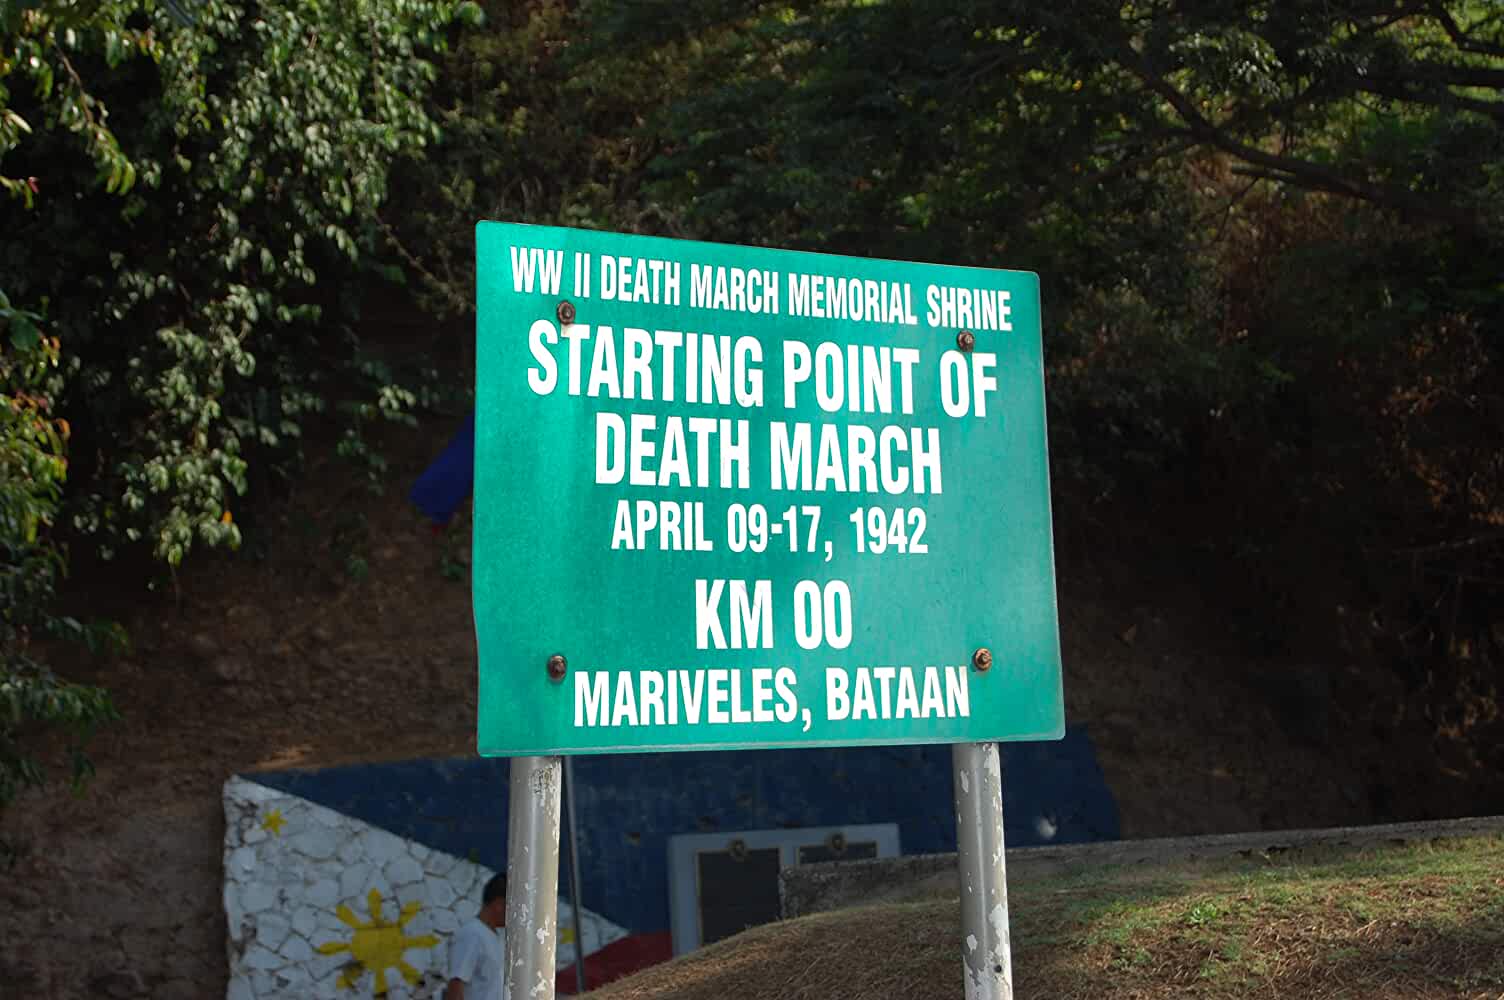 WW II DEATH MARCH MEMORIAL SHRINE
STARTING POINT OF
DEATH MARCH
APRIL 09-17, 1942
KM 00
MARIVELES, BATAAN